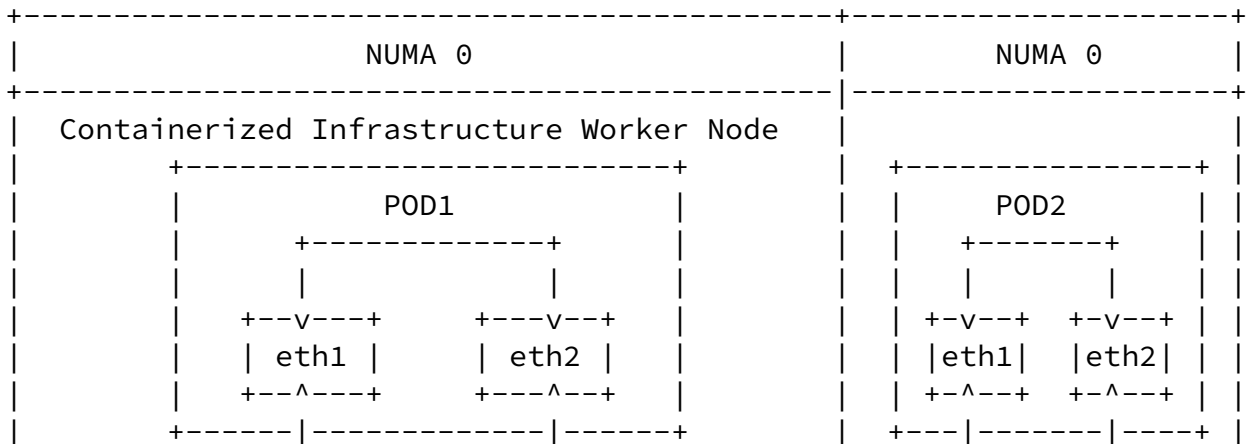 NUMA 0 NUMA 0
Containerized Infrastructure Worker Node
POD1 POD2
eth1 eth2 eth1 eth2